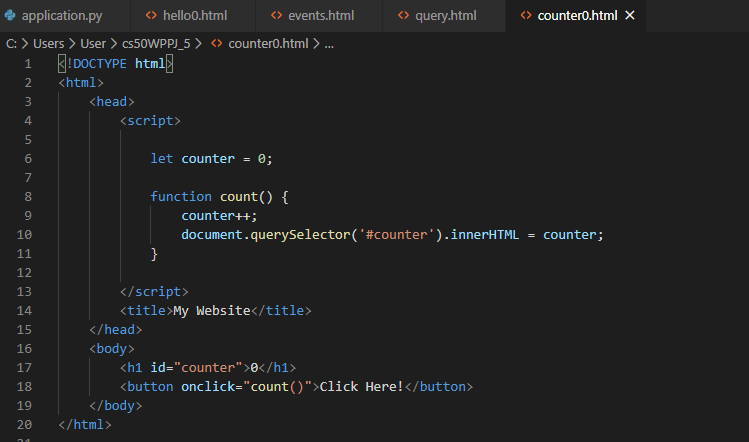 application.py <> hello0.html <> events.html <> query.html <> counter0.html ×
C: > Users > User > cs50WPPJ_5 > <> counter0.html > ...
1 <!DOCTYPE html>
2 <html>
3     <head>
4         <script>
5
6             let counter = 0;
7
8             function count() {
9                 counter++;
10                 document.querySelector('#counter').innerHTML = counter;
11             }
12
13         </script>
14         <title>My Website</title>
15     </head>
16     <body>
17         <h1 id="counter">0</h1>
18         <button onclick="count()">Click Here!</button>
19     </body>
20 </html>